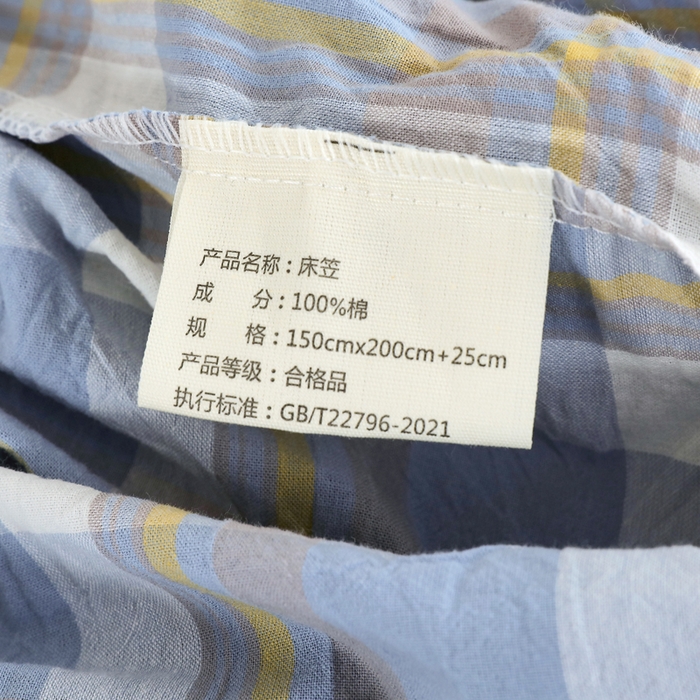 产品名称：床笠
成 分：100%棉
规 格：150cmx200cm+25cm
产品等级：合格品
执行标准：GB/T22796-2021